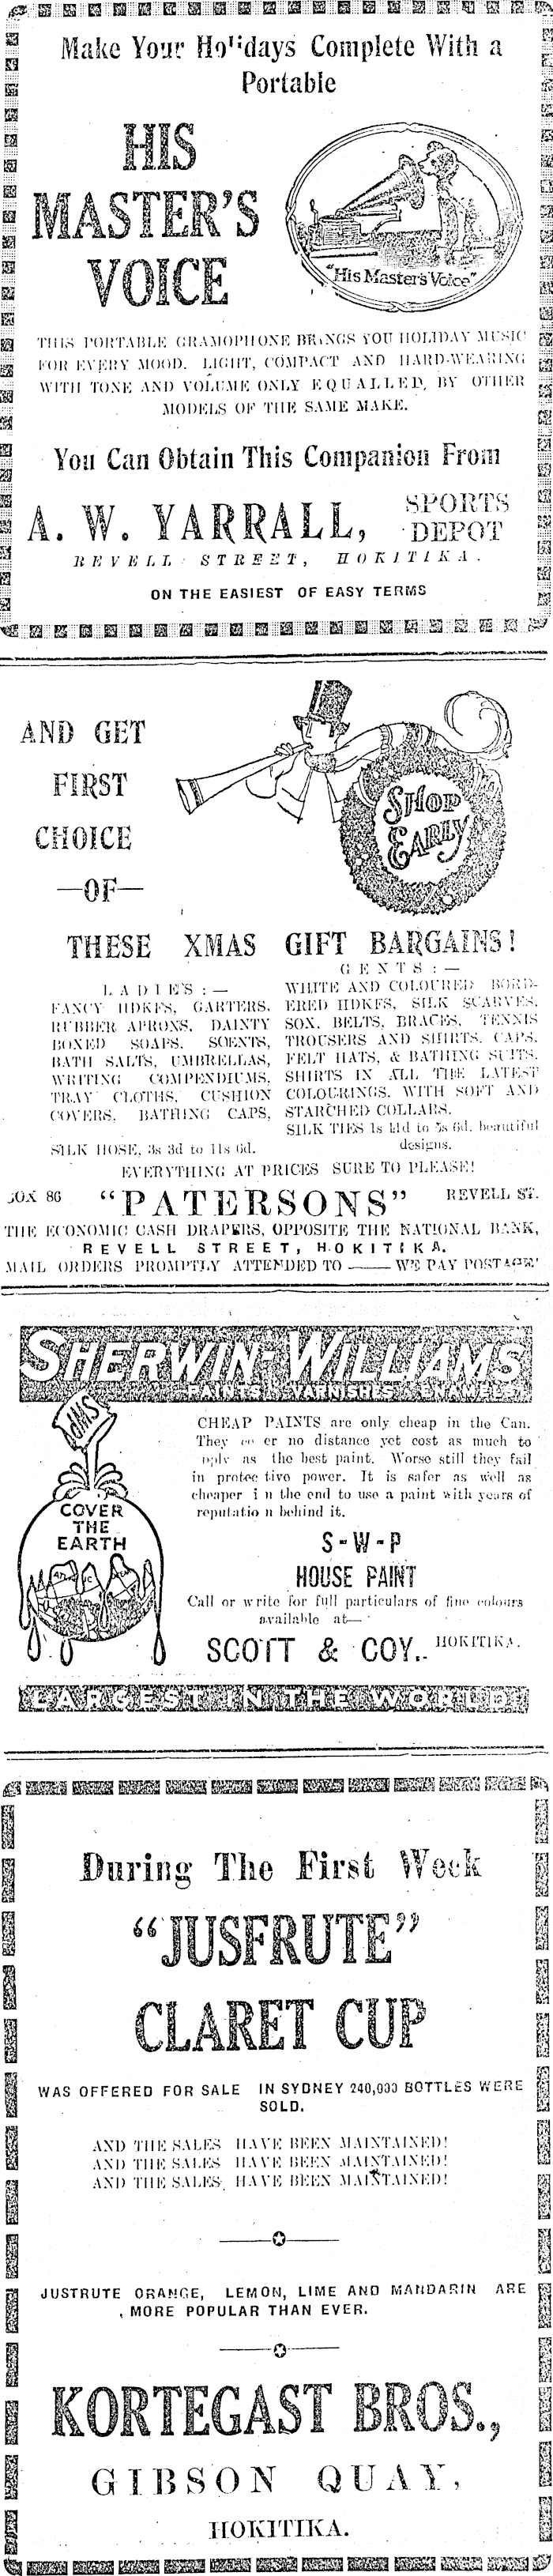 Make Your Holidays Complete With a
Portable
HIS
MASTER'S
VOICE
"His Master's Voice"
THIS PORTABLE GRAMOPHONE BRINGS YOU HOLIDAY MUSIC
FOR EVERY MOOD. LIGHT, COMPACT AND HARD-WEARING
WITH TONE AND VOLUME ONLY EQUALLED, BY OTHER
MODELS OF THE SAME MAKE.
You Can Obtain This Companion From
A. W. YARRALL,
SPORTS
DEPOT
REVELL STREET, HOKITIKA.
ON THE EASIEST OF EASY TERMS
AND GET
FIRST
CHOICE
—OF—
SHOP
EARLY
THESE XMAS GIFT BARGAINS!
LADIE'S:—
FANCY HDKFS, GARTERS,
RUBBER APRONS, DAINTY
BOXED SOAPS, SCENTS,
BATH SALTS, UMBRELLAS,
WRITING COMPENDIUMS,
TRAY CLOTHS, CUSHION
COVERS, BATHING CAPS,
SILK HOSE, 3s 3d to 11s 6d.
GENTS:—
WHITE AND COLOURED BORD-
ERED HDKFS, SILK SCARVES,
SOX, BELTS, BRACES, TENNIS
TROUSERS AND SHIRTS, CAPS,
FELT HATS, & BATHING SUITS.
SHIRTS IN ALL THE LATEST
COLOURINGS, WITH SOFT AND
STARCHED COLLARS.
SILK TIES 1s 11d to 5s 6d. beautiful
designs.
EVERYTHING AT PRICES SURE TO PLEASE!
BOX 86 "PATERSONS" REVELL ST.
THE ECONOMIC CASH DRAPERS, OPPOSITE THE NATIONAL BANK,
REVELL STREET, HOKITIKA.
MAIL ORDERS PROMPTLY ATTENDED TO —— WE PAY POSTAGE!
SHERWIN-WILLIAMS
PAINTS VARNISHES ENAMELS
SWP
COVER
THE
EARTH
CHEAP PAINTS are only cheap in the Can.
They er no distance yet cost as much to
as the best paint. Worse still they fail
in protec tive power. It is safer as well as
cheaper i n the end to use a paint with years of
reputatio n behind it.
S-W-P
HOUSE PAINT
Call or write for full particulars of fine colours
available at—
SCOTT & COY.. HOKITIKA.
LARGEST IN THE WORLD
During The First Week
"JUSFRUTE"
CLARET CUP
WAS OFFERED FOR SALE IN SYDNEY 240,000 BOTTLES WERE
SOLD.
AND THE SALES HAVE BEEN MAINTAINED!
AND THE SALES HAVE BEEN MAINTAINED!
AND THE SALES HAVE BEEN MAINTAINED!
JUSTRUTE ORANGE, LEMON, LIME AND MANDARIN ARE
MORE POPULAR THAN EVER.
KORTEGAST BROS.,
GIBSON QUAY,
HOKITIKA.